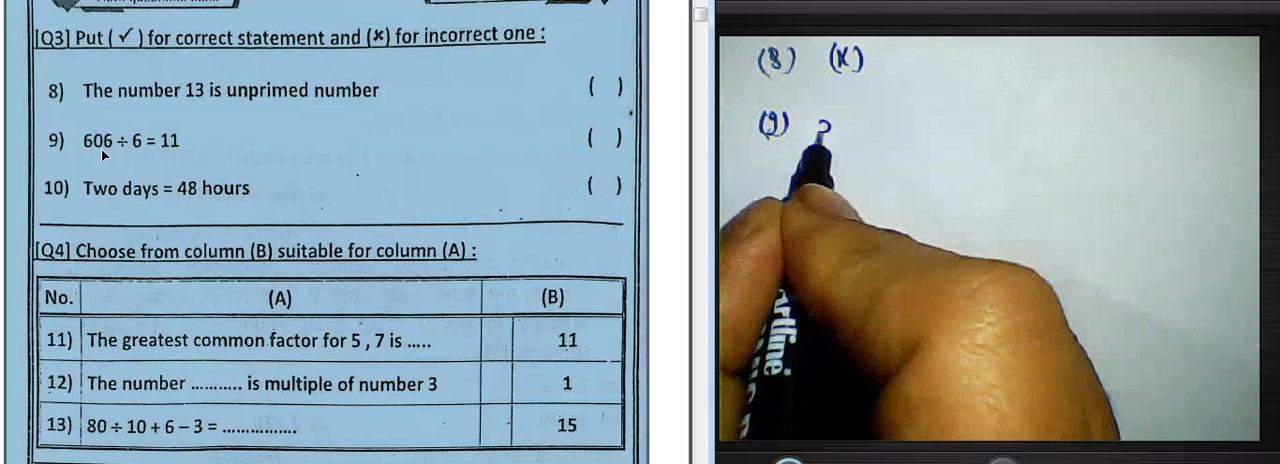 [Q3] Put ( ✓ ) for correct statement and (×) for incorrect one :
8) The number 13 is unprimed number ( )
9) 606 ÷ 6 = 11 ( )
10) Two days = 48 hours ( )
[Q4] Choose from column (B) suitable for column (A) :
No. (A) (B)
11) The greatest common factor for 5 , 7 is ..... 11
12) The number ........... is multiple of number 3 1
13) 80 ÷ 10 + 6 – 3 = ................ 15
(8) (×)
(9)
artline